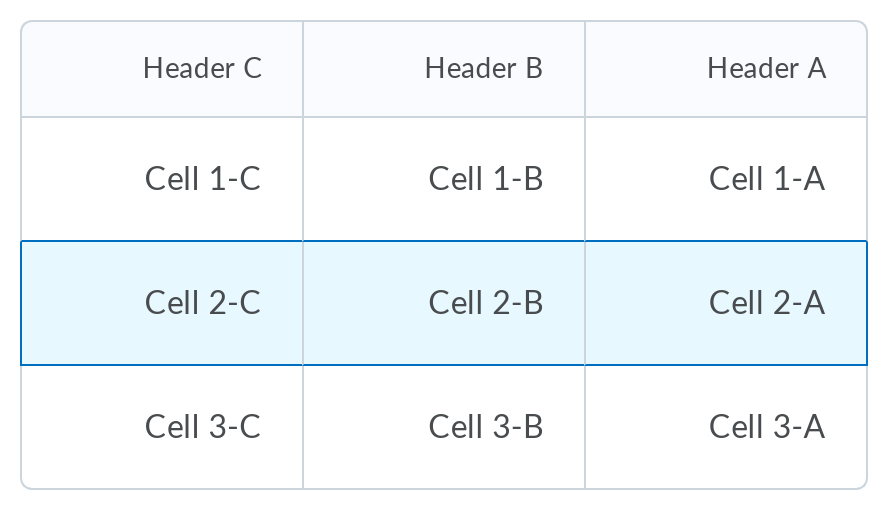 Header C Header B Header A
Cell 1-C Cell 1-B Cell 1-A
Cell 2-C Cell 2-B Cell 2-A
Cell 3-C Cell 3-B Cell 3-A